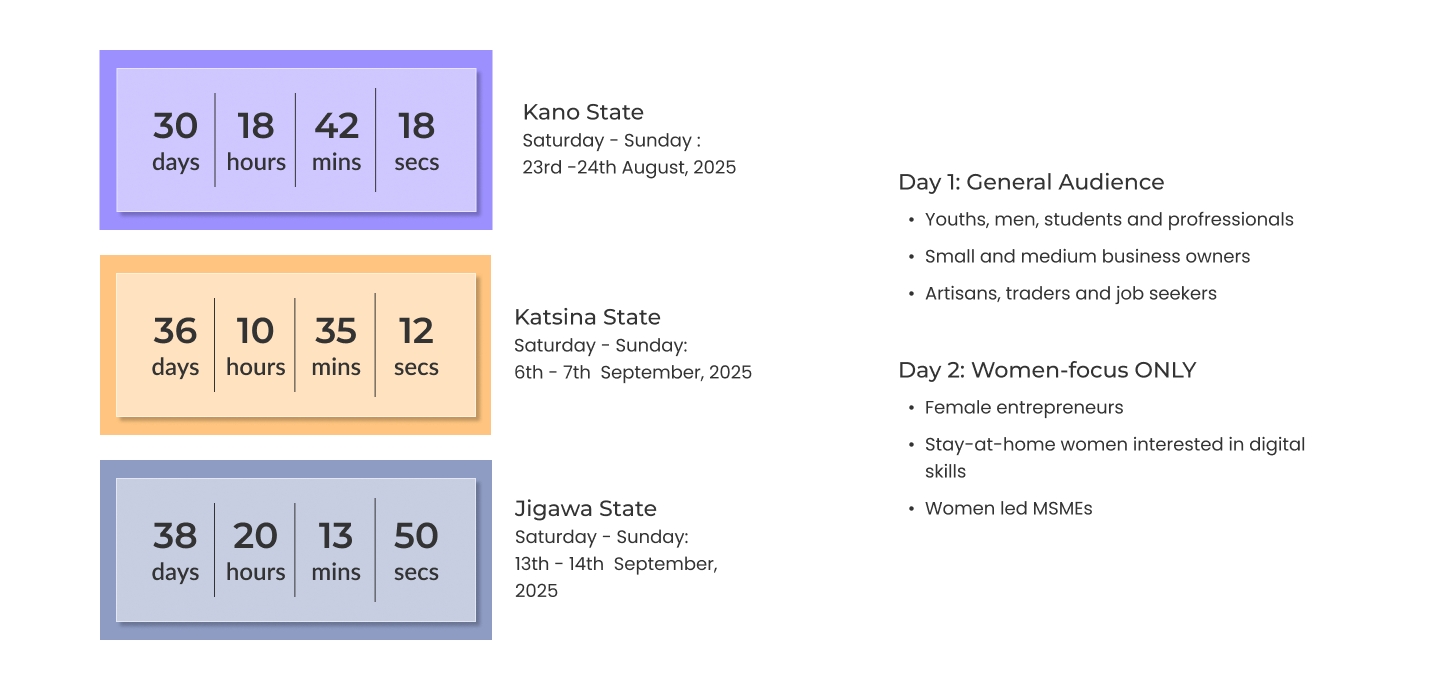 30 18 42 18
days hours mins secs
Kano State
Saturday - Sunday :
23rd -24th August, 2025
36 10 35 12
days hours mins secs
Katsina State
Saturday - Sunday:
6th - 7th  September, 2025
38 20 13 50
days hours mins secs
Jigawa State
Saturday - Sunday:
13th - 14th  September,
2025
Day 1: General Audience
• Youths, men, students and profressionals
• Small and medium business owners
• Artisans, traders and job seekers
Day 2: Women-focus ONLY
• Female entrepreneurs
• Stay-at-home women interested in digital
skills
• Women led MSMEs